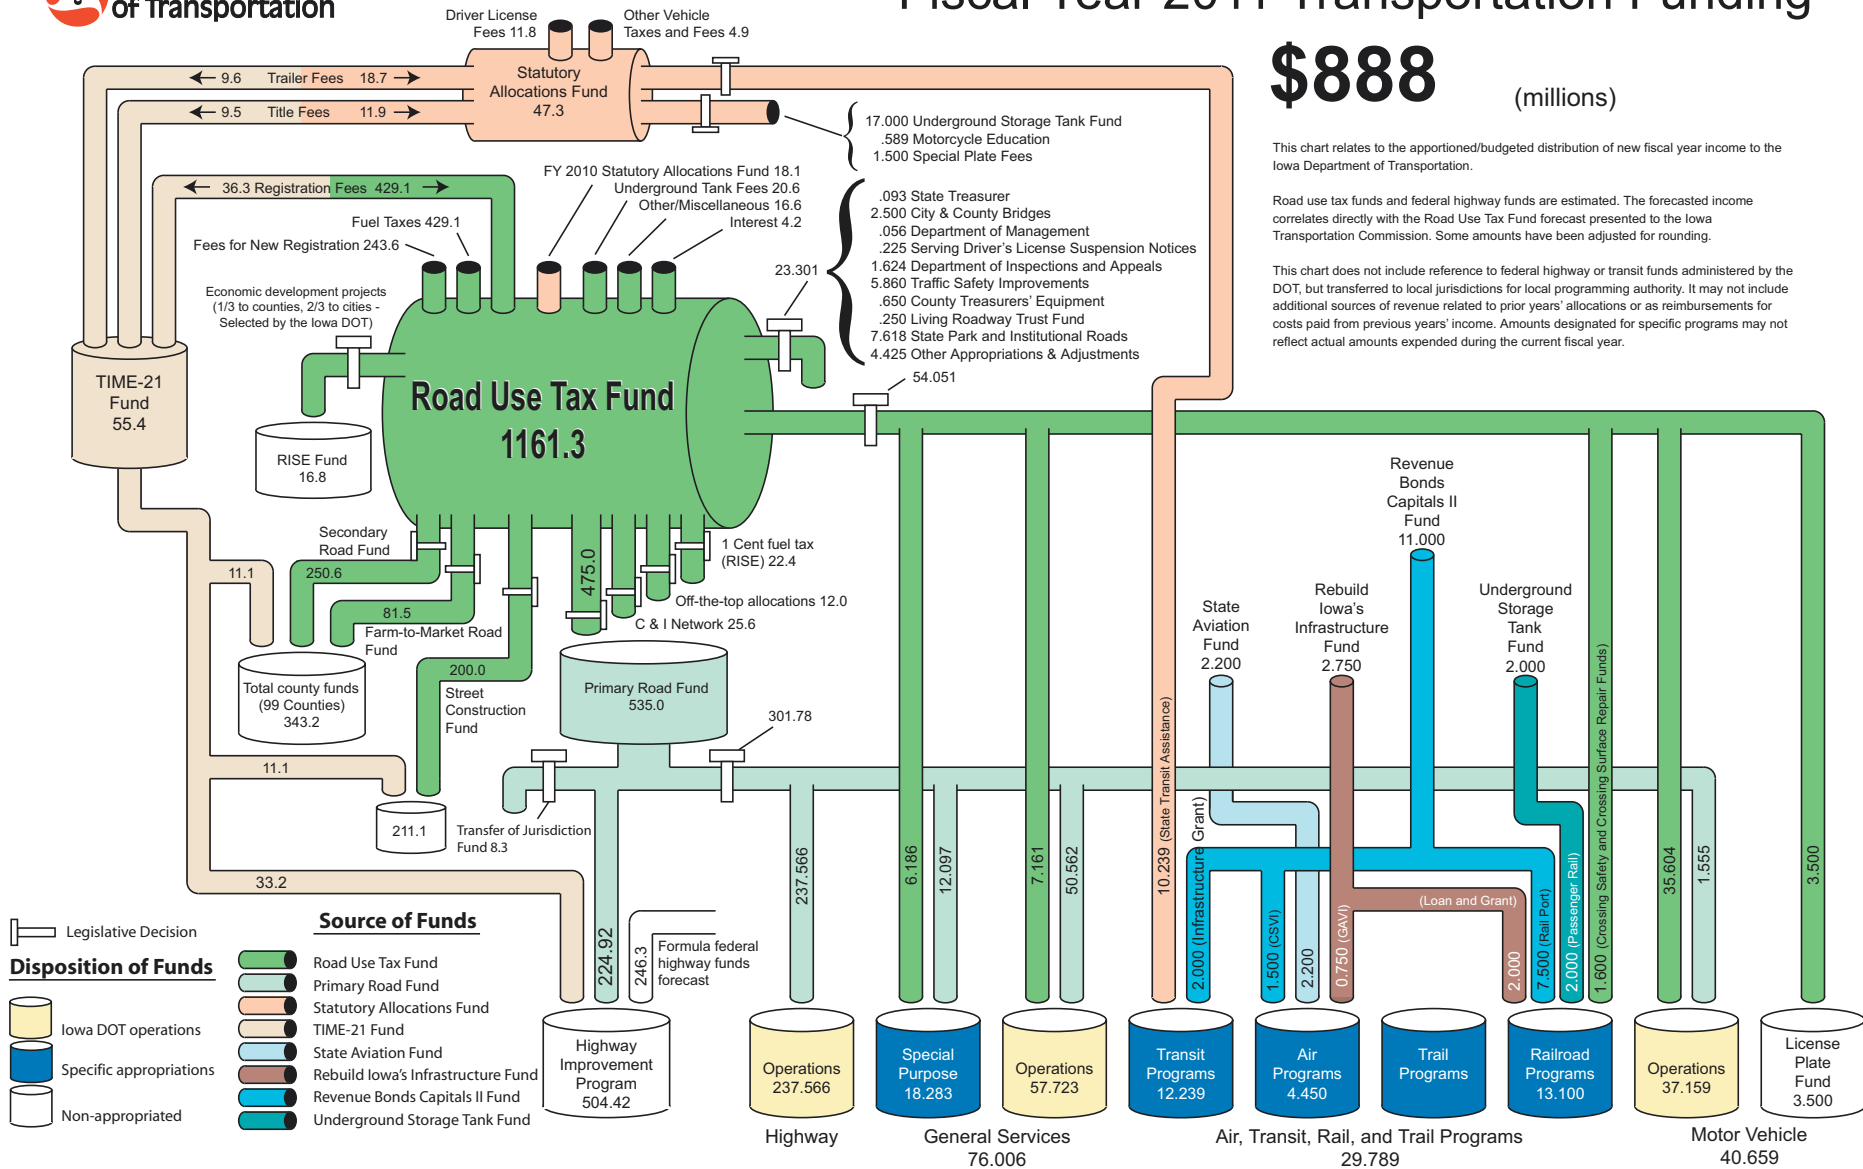 of Transportation
Fiscal Year 2011 Transportation Funding
$888
(millions)
This chart relates to the apportioned/budgeted distribution of new fiscal year income to the
Iowa Department of Transportation.
Road use tax funds and federal highway funds are estimated. The forecasted income
correlates directly with the Road Use Tax Fund forecast presented to the Iowa
Transportation Commission. Some amounts have been adjusted for rounding.
This chart does not include reference to federal highway or transit funds administered by the
DOT, but transferred to local jurisdictions for local programming authority. It may not include
additional sources of revenue related to prior years' allocations or as reimbursements for
costs paid from previous years' income. Amounts designated for specific programs may not
reflect actual amounts expended during the current fiscal year.
Driver License
Fees 11.8
Other Vehicle
Taxes and Fees 4.9
9.6 Trailer Fees 18.7
9.5 Title Fees 11.9
Statutory
Allocations Fund
47.3
17.000 Underground Storage Tank Fund
.589 Motorcycle Education
1.500 Special Plate Fees
36.3 Registration Fees 429.1
FY 2010 Statutory Allocations Fund 18.1
Underground Tank Fees 20.6
Other/Miscellaneous 16.6
Interest 4.2
Fuel Taxes 429.1
Fees for New Registration 243.6
23.301
.093 State Treasurer
2.500 City & County Bridges
.056 Department of Management
.225 Serving Driver's License Suspension Notices
1.624 Department of Inspections and Appeals
5.860 Traffic Safety Improvements
.650 County Treasurers' Equipment
.250 Living Roadway Trust Fund
7.618 State Park and Institutional Roads
4.425 Other Appropriations & Adjustments
54.051
Economic development projects
(1/3 to counties, 2/3 to cities -
Selected by the Iowa DOT)
TIME-21
Fund
55.4
RISE Fund
16.8
Road Use Tax Fund
1161.3
Secondary
Road Fund
11.1
250.6
81.5
Farm-to-Market Road
Fund
475.0
1 Cent fuel tax
(RISE) 22.4
Off-the-top allocations 12.0
C & I Network 25.6
200.0
Street
Construction
Fund
Total county funds
(99 Counties)
343.2
Primary Road Fund
535.0
301.78
11.1
211.1
Transfer of Jurisdiction
Fund 8.3
33.2
224.92
246.3
Formula federal
highway funds
forecast
State
Aviation
Fund
2.200
Rebuild
Iowa's
Infrastructure
Fund
2.750
Revenue
Bonds
Capitals II
Fund
11.000
Underground
Storage
Tank
Fund
2.000
237.566
6.186
12.097
7.161
50.562
10.239 (State Transit Assistance)
2.000 (Infrastructure Grant)
1.500 (CSVI)
2.200
0.750 (GAVI)
(Loan and Grant)
2.000
7.500 (Rail Port)
2.000 (Passenger Rail)
1.600 (Crossing Safety and Crossing Surface Repair Funds)
35.604
1.555
3.500
Legislative Decision
Disposition of Funds
Iowa DOT operations
Specific appropriations
Non-appropriated
Source of Funds
Road Use Tax Fund
Primary Road Fund
Statutory Allocations Fund
TIME-21 Fund
State Aviation Fund
Rebuild Iowa's Infrastructure Fund
Revenue Bonds Capitals II Fund
Underground Storage Tank Fund
Highway
Improvement
Program
504.42
Operations
237.566
Special
Purpose
18.283
Operations
57.723
Transit
Programs
12.239
Air
Programs
4.450
Trail
Programs
Railroad
Programs
13.100
Operations
37.159
License
Plate
Fund
3.500
Highway
General Services
76.006
Air, Transit, Rail, and Trail Programs
29.789
Motor Vehicle
40.659